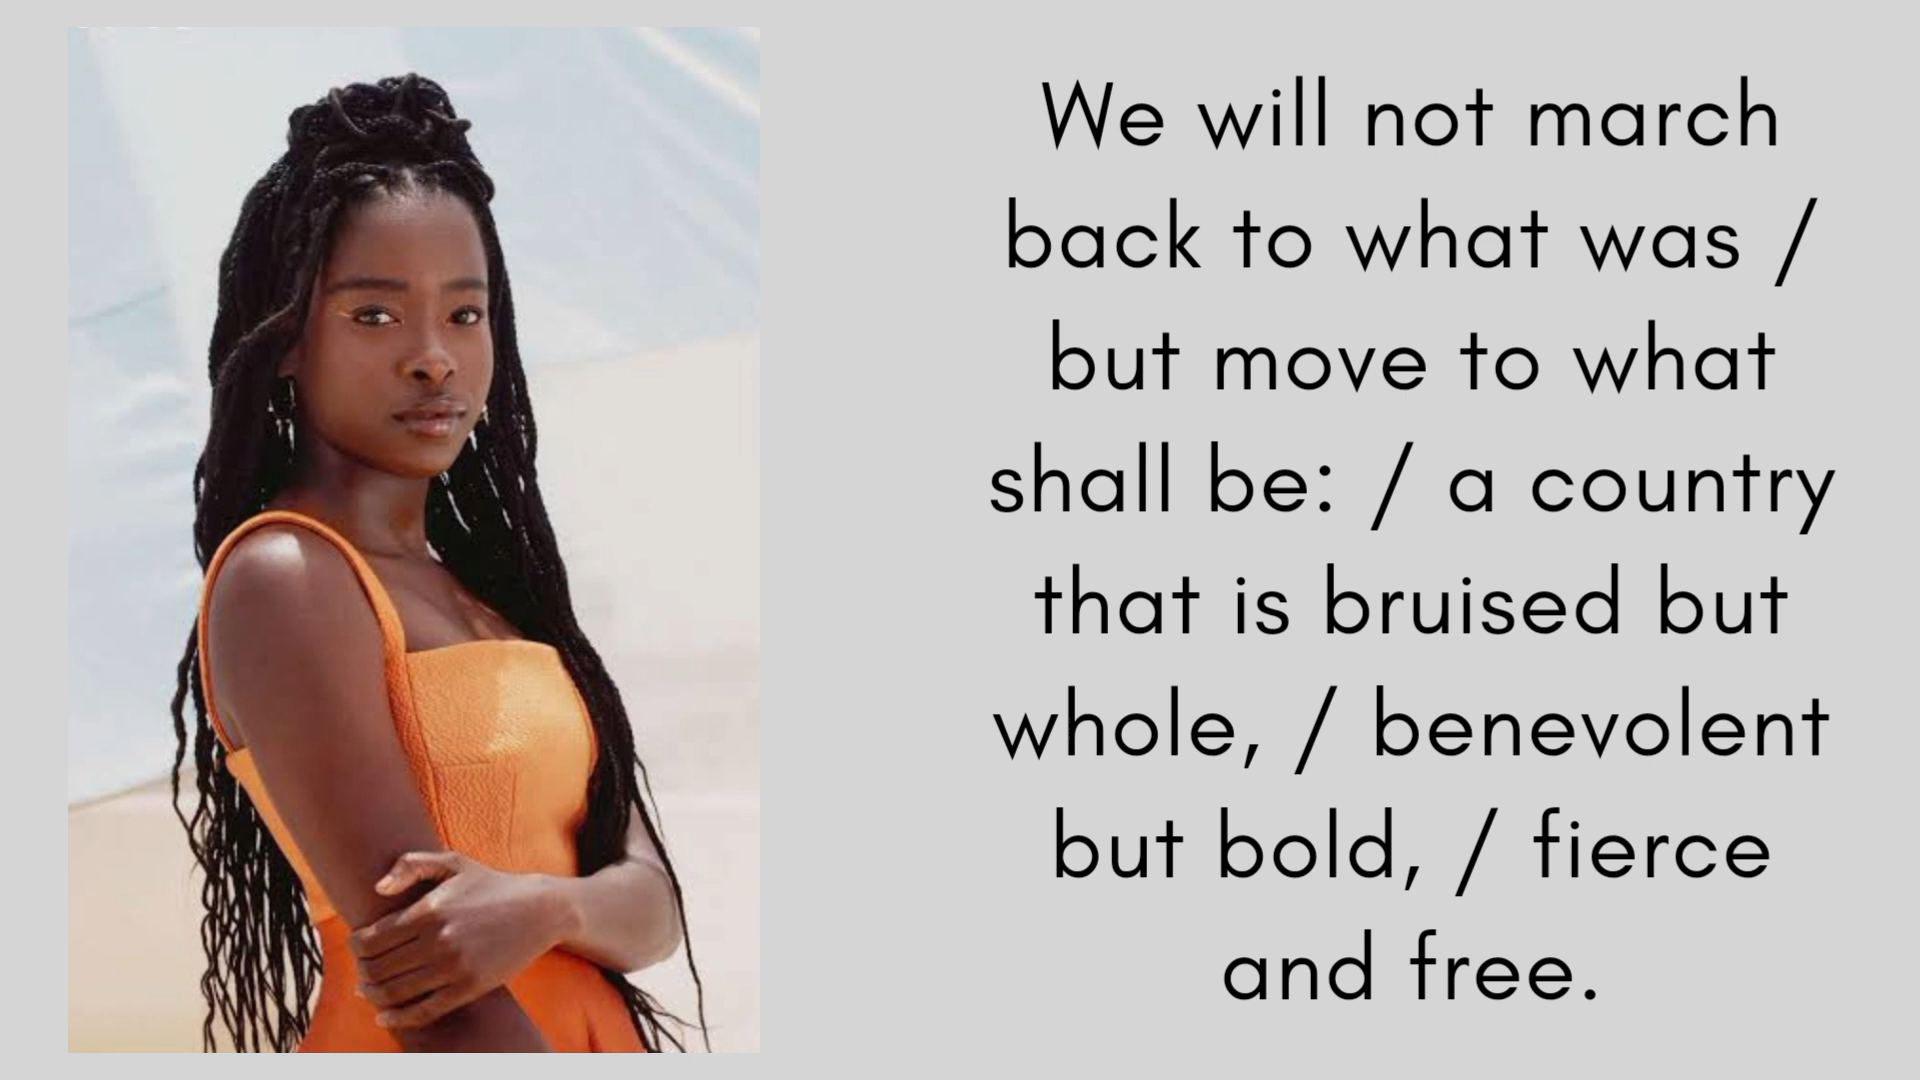 We will not march
back to what was /
but move to what
shall be: / a country
that is bruised but
whole, / benevolent
but bold, / fierce
and free.